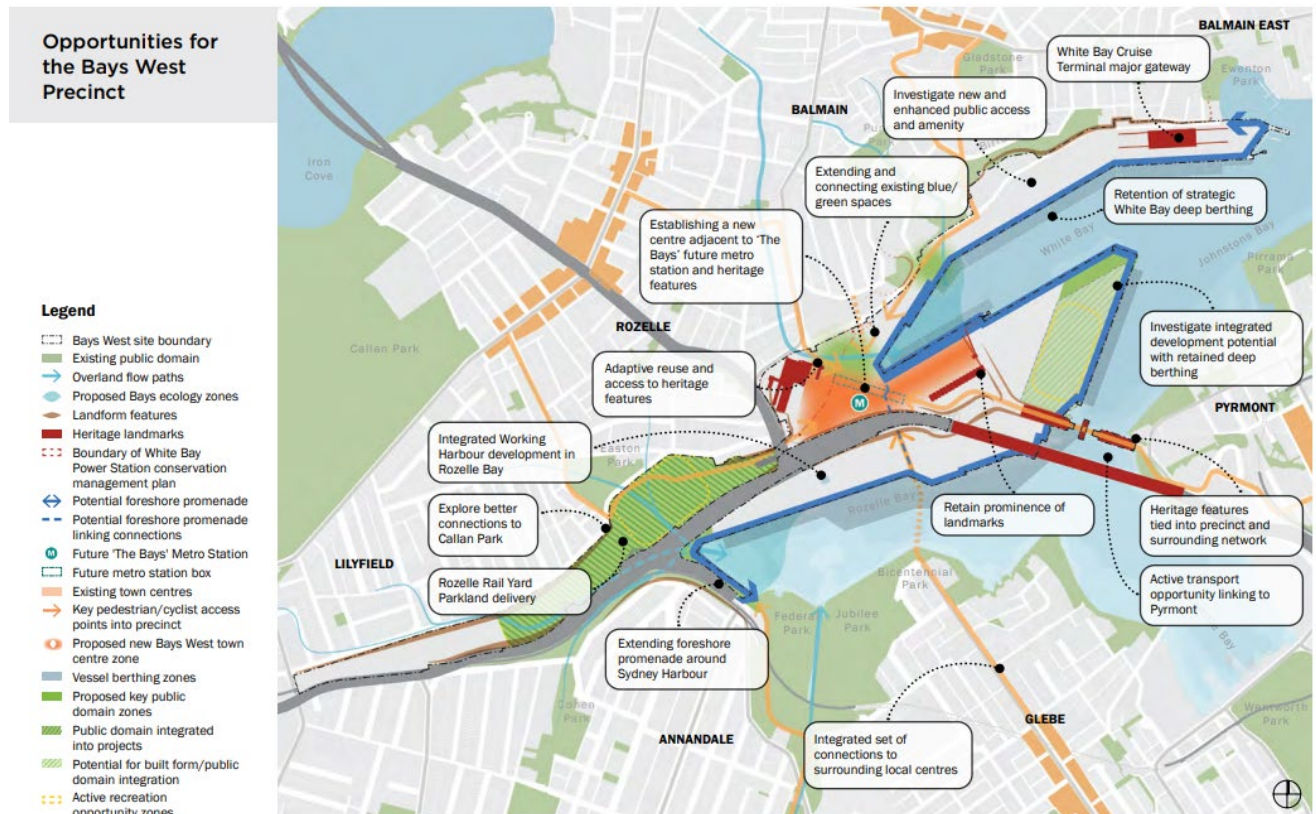 Opportunities for
the Bays West
Precinct
Legend
Bays West site boundary
Existing public domain
Overland flow paths
Proposed Bays ecology zones
Landform features
Heritage landmarks
Boundary of White Bay
Power Station conservation
management plan
Potential foreshore promenade
Potential foreshore promenade
linking connections
M
Future 'The Bays' Metro Station
Future metro station box
Existing town centres
Key pedestrian/cyclist access
points into precinct
Proposed new Bays West town
centre zone
Vessel berthing zones
Proposed key public
domain zones
Public domain integrated
into projects
Potential for built form/public
domain integration
Active recreation
opportunity zones
BALMAIN EAST
White Bay Cruise
Terminal major gateway
Gladstone
Park
Ewenton
Park
Investigate new and
enhanced public access
and amenity
BALMAIN
Iron
Cove
Extending and
connecting existing blue/
green spaces
Retention of strategic
White Bay deep berthing
White Bay
Johnstons Bay
Pirrama
Park
Establishing a new
centre adjacent to 'The
Bays' future metro
station and heritage
features
ROZELLE
Callan Park
Investigate integrated
development potential
with retained deep
berthing
Adaptive reuse and
access to heritage
features
M
PYRMONT
Integrated Working
Harbour development in
Rozelle Bay
Easton
Park
Rozelle Bay
Retain prominence of
landmarks
Heritage features
tied into precinct and
surrounding network
Explore better
connections to
Callan Park
LILYFIELD
Rozelle Rail Yard
Parkland delivery
Bicentennial
Park
Jubilee
Park
Active transport
opportunity linking to
Pyrmont
Bay
Extending foreshore
promenade around
Sydney Harbour
Cohen
Park
ANNANDALE
Integrated set of
connections to
surrounding local centres
GLEBE
Wentworth
Park